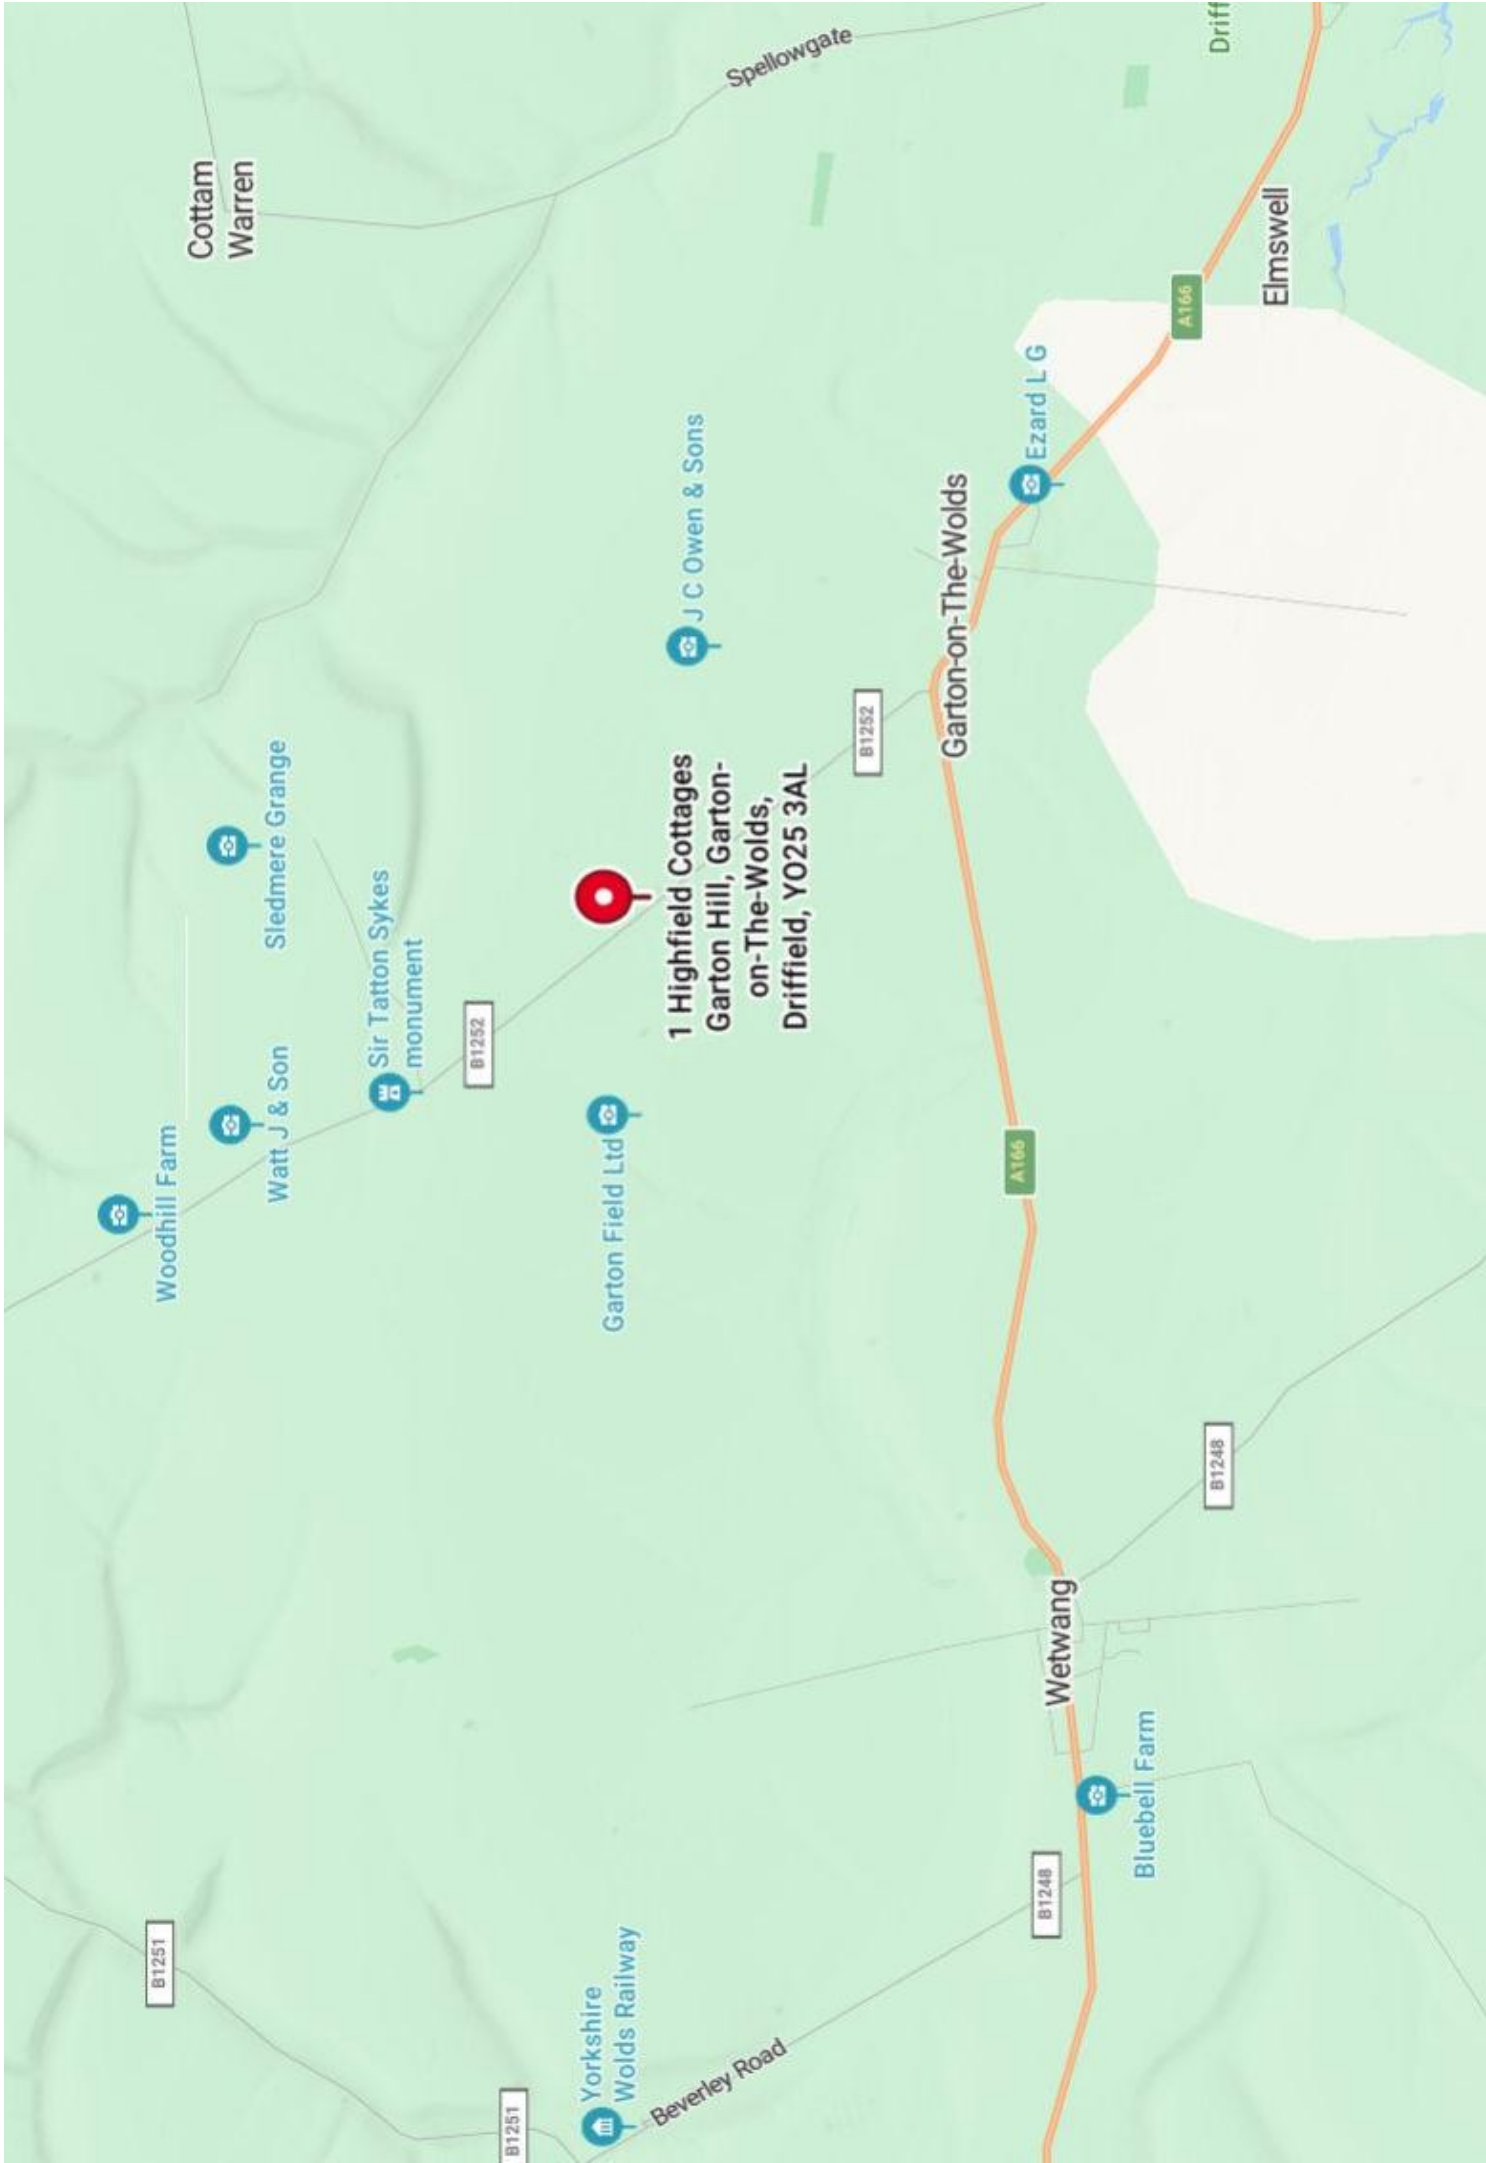 B1251
B1251
Yorkshire
Wolds Railway
Beverley Road
B1248
Bluebell Farm
Wetwang
B1248
Woodhill Farm
Watt J & Son
Sir Tatton Sykes
monument
Sledmere Grange
B1252
Garton Field Ltd
1 Highfield Cottages
Garton Hill, Garton-
on-The-Wolds,
Driffield, YO25 3AL
A166
B1252
J C Owen & Sons
Garton-on-The-Wolds
Ezard L G
A166
Elmswell
Cottam
Warren
Spellowgate
Driff